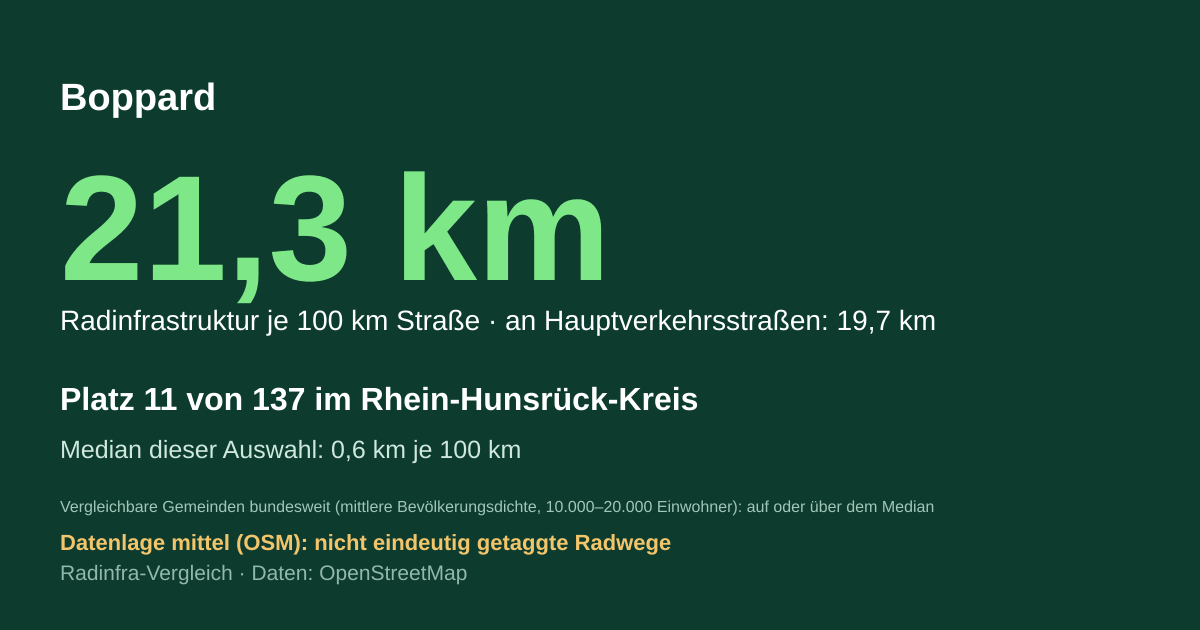 Boppard
21,3 km
Radinfrastruktur je 100 km Straße · an Hauptverkehrsstraßen: 19,7 km
Platz 11 von 137 im Rhein-Hunsrück-Kreis
Median dieser Auswahl: 0,6 km je 100 km
Vergleichbare Gemeinden bundesweit (mittlere Bevölkerungsdichte, 10.000–20.000 Einwohner): auf oder über dem Median
Datenlage mittel (OSM): nicht eindeutig getaggte Radwege
Radinfra-Vergleich · Daten: OpenStreetMap